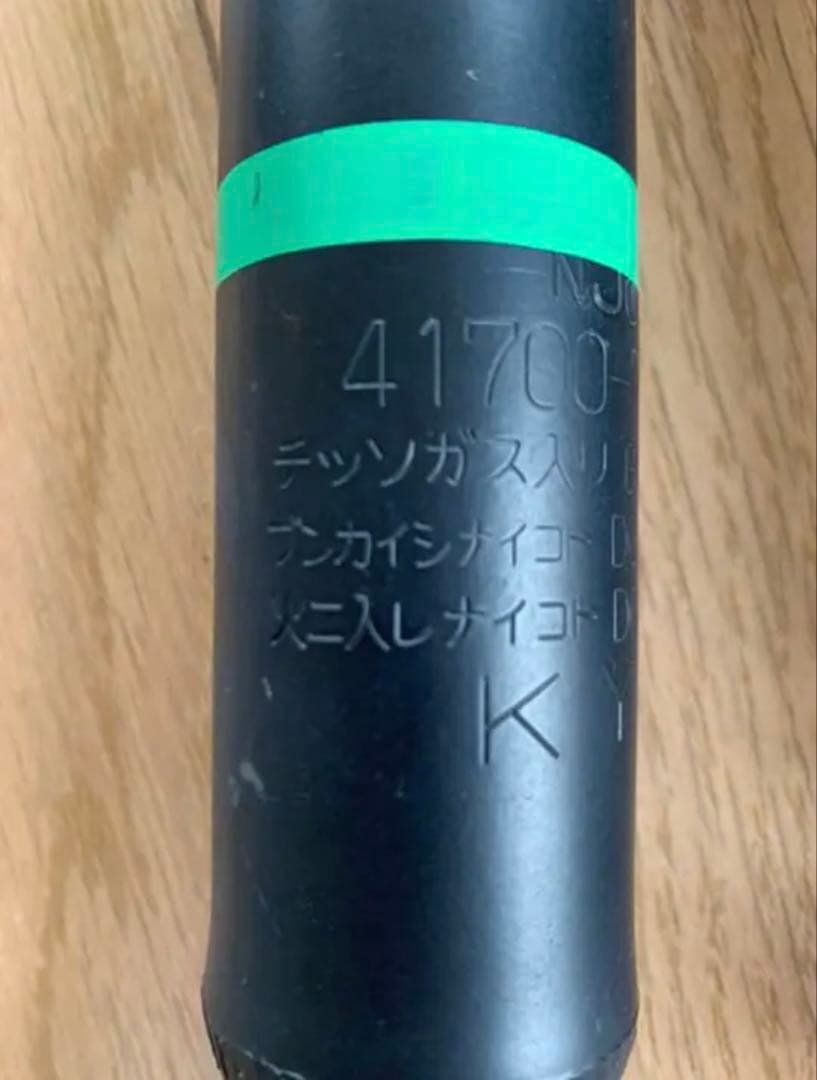 41700-
チッソガス入リ
ブンカイシナイコト D
火ニ入レナイコト D
K Y